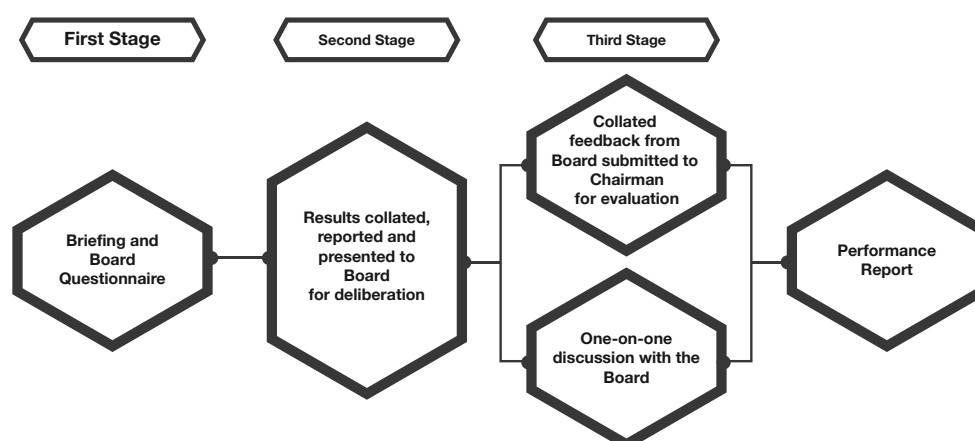 First Stage
Second Stage
Third Stage
Briefing and
Board
Questionnaire
Results collated,
reported and
presented to
Board
for deliberation
Collated
feedback from
Board submitted to
Chairman
for evaluation
One-on-one
discussion with the
Board
Performance
Report